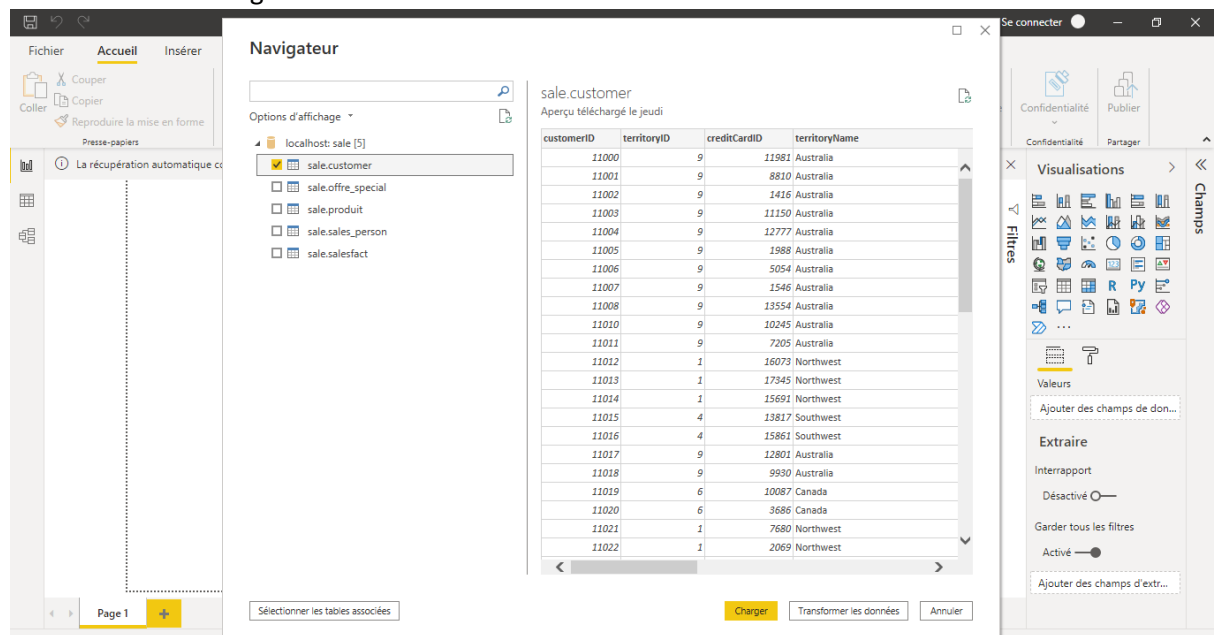 Se connecter
Fichier Accueil Insérer
Coller
Couper
Copier
Reproduire la mise en forme
Presse-papiers
La récupération automatique
Navigateur
Options d'affichage
localhost: sale [5]
sale.customer
sale.offre_special
sale.produit
sale.sales_person
sale.salesfact
sale.customer
Aperçu téléchargé le jeudi
customerID territoryID creditCardID territoryName
11000 9 11981 Australia
11001 9 8810 Australia
11002 9 1416 Australia
11003 9 11150 Australia
11004 9 12777 Australia
11005 9 1988 Australia
11006 9 5054 Australia
11007 9 1546 Australia
11008 9 13554 Australia
11010 9 10245 Australia
11011 9 7205 Australia
11012 1 16073 Northwest
11013 1 17345 Northwest
11014 1 15691 Northwest
11015 4 13817 Southwest
11016 4 15861 Southwest
11017 9 12801 Australia
11018 9 9930 Australia
11019 6 10087 Canada
11020 6 3686 Canada
11021 1 7680 Northwest
11022 1 2069 Northwest
Sélectionner les tables associées
Charger
Transformer les données
Annuler
Confidentialité
Publier
Confidentialité
Partager
Filtres
Visualisations
Champs
123
R Py
Valeurs
Ajouter des champs de don...
Extraire
Interrapport
Désactivé
Garder tous les filtres
Activé
Ajouter des champs d'extr...
Page 1